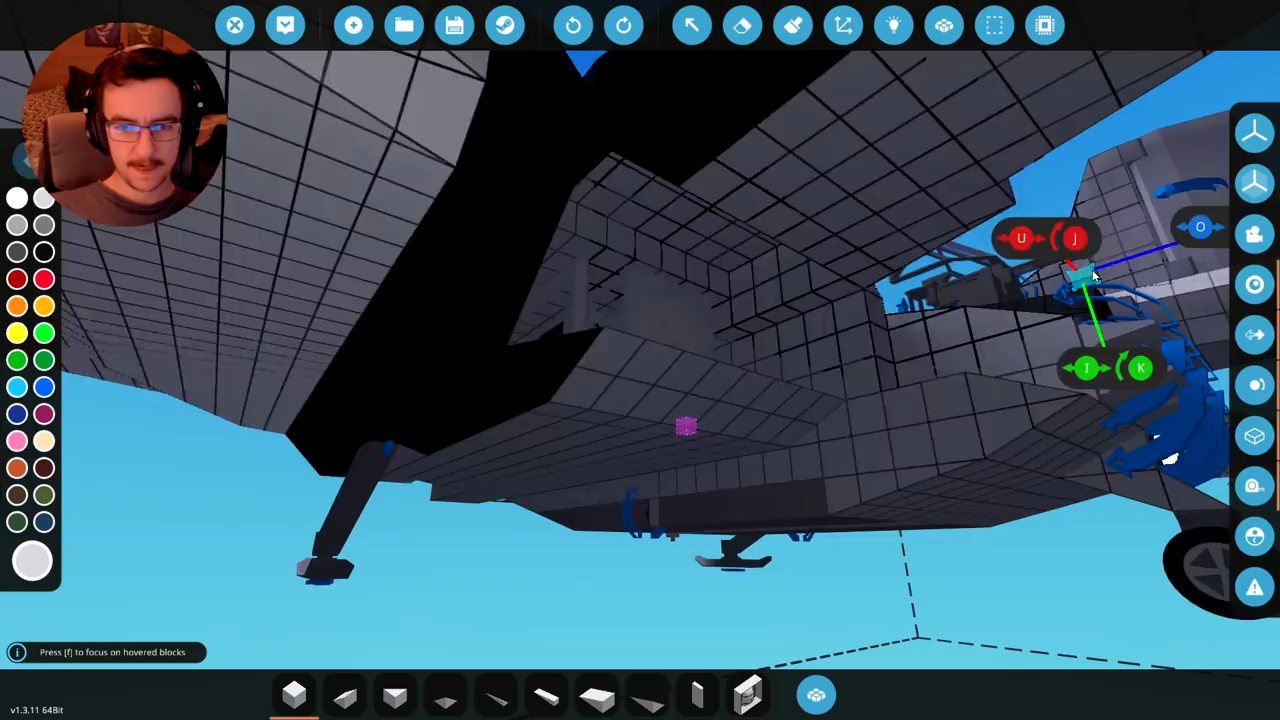 U J
O
I K
Press [f] to focus on hovered blocks
v1.3.11 64Bit